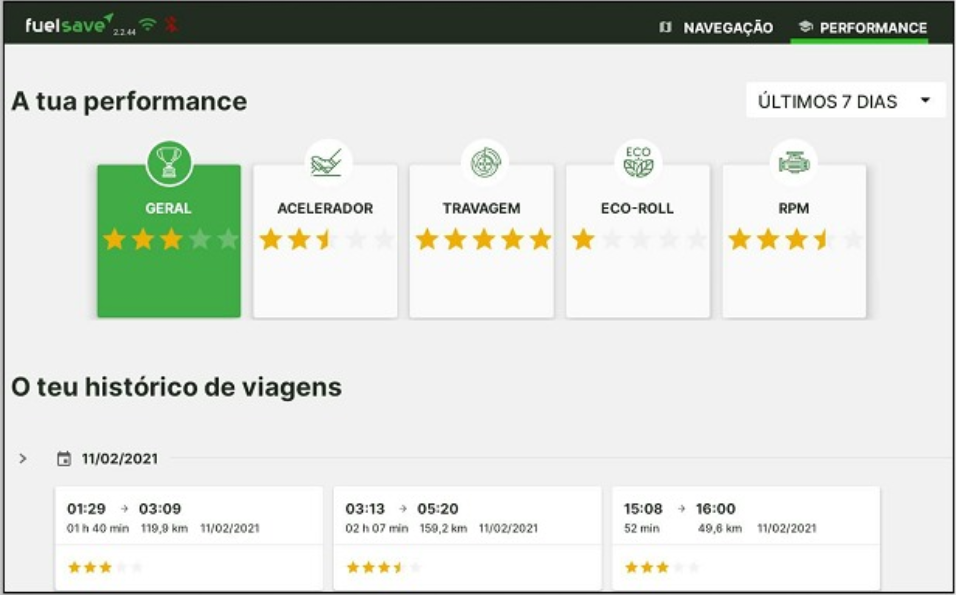 fuelsave 2.2.44
NAVEGAÇÃO
PERFORMANCE
A tua performance
ÚLTIMOS 7 DIAS
GERAL
ACELERADOR
TRAVAGEM
ECO
ECO-ROLL
RPM
O teu histórico de viagens
11/02/2021
01:29 → 03:09
01 h 40 min 119,9 km 11/02/2021
03:13 → 05:20
02 h 07 min 159,2 km 11/02/2021
15:08 → 16:00
52 min 49,6 km 11/02/2021